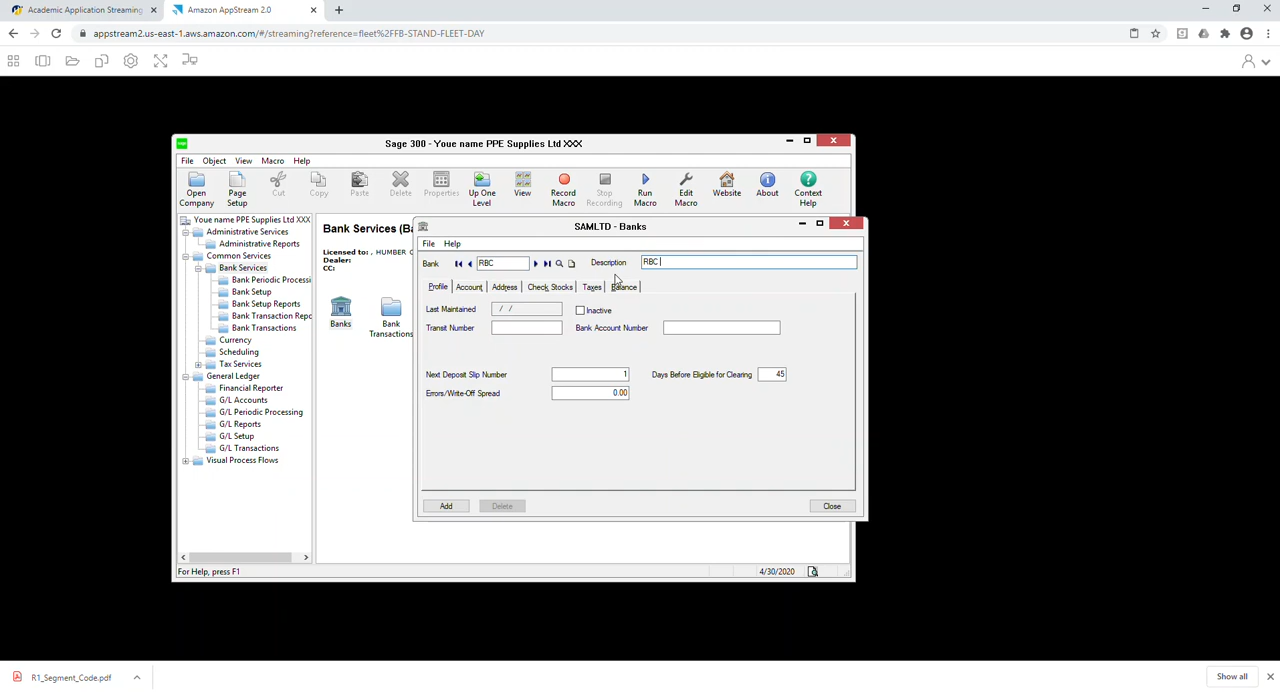 Academic Application Streaming
Amazon AppStream 2.0
appstream2.us-east-1.aws.amazon.com/#/streaming?reference=fleet%2FFB-STAND-FLEET-DAY
Sage 300 - Youe name PPE Supplies Ltd XXX
File Object View Macro Help
Open Company
Page Setup
Cut
Copy
Paste
Delete
Properties
Up One Level
View
Record Macro
Stop Recording
Run Macro
Edit Macro
Website
About
Context Help
Youe name PPE Supplies Ltd XXX
Administrative Services
Administrative Reports
Common Services
Bank Services
Bank Periodic Processi
Bank Setup
Bank Setup Reports
Bank Transaction Repo
Bank Transactions
Currency
Scheduling
Tax Services
General Ledger
Financial Reporter
G/L Accounts
G/L Periodic Processing
G/L Reports
G/L Setup
G/L Transactions
Visual Process Flows
Bank Services (Ba
Licensed to: , HUMBER C
Dealer:
CC:
Banks
Bank Transactions
SAMLTD - Banks
File Help
Bank RBC Description RBC
Profile Account Address Check Stocks Taxes Balance
Last Maintained / / Inactive
Transit Number Bank Account Number
Next Deposit Slip Number 1 Days Before Eligible for Clearing 45
Errors/Write-Off Spread 0.00
Add Delete Close
For Help, press F1 4/30/2020
R1_Segment_Code.pdf Show all